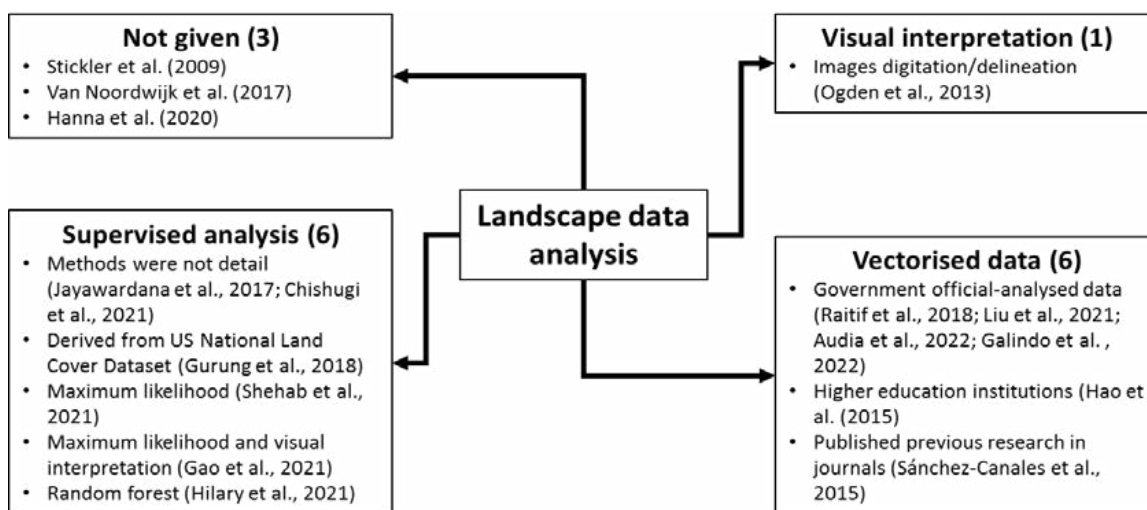 Not given (3)
• Stickler et al. (2009)
• Van Noordwijk et al. (2017)
• Hanna et al. (2020)
Visual interpretation (1)
• Images digitation/delineation
(Ogden et al., 2013)
Landscape data
analysis
Supervised analysis (6)
• Methods were not detail
(Jayawardana et al., 2017; Chishugi
et al., 2021)
• Derived from US National Land
Cover Dataset (Gurung et al., 2018)
• Maximum likelihood (Shehab et al.,
2021)
• Maximum likelihood and visual
interpretation (Gao et al., 2021)
• Random forest (Hilary et al., 2021)
Vectorised data (6)
• Government official-analysed data
(Raitif et al., 2018; Liu et al., 2021;
Audia et al., 2022; Galindo et al. ,
2022)
• Higher education institutions (Hao et
al. (2015)
• Published previous research in
journals (Sánchez-Canales et al.,
2015)